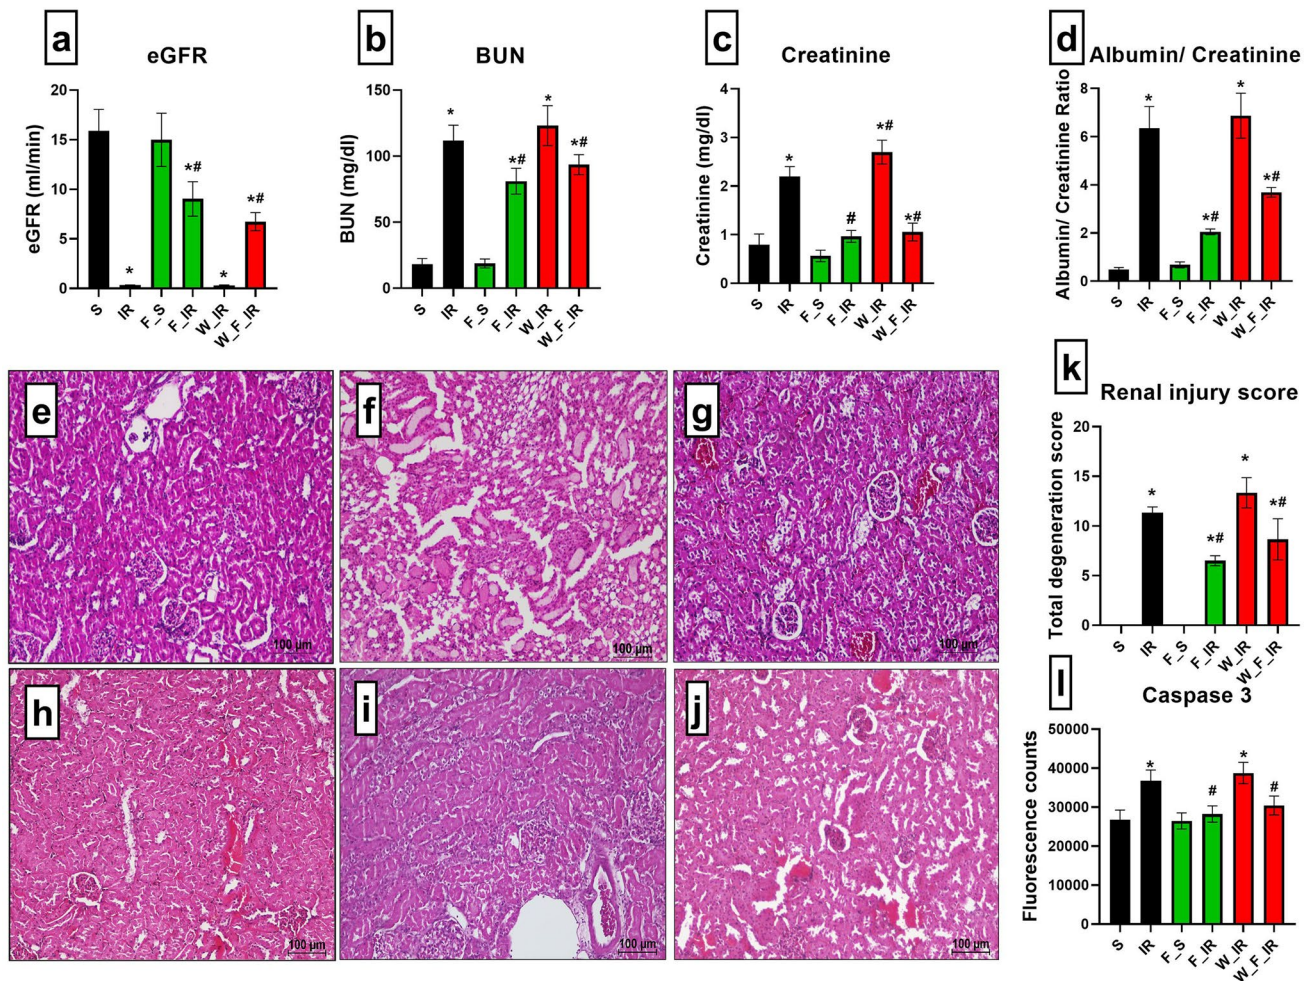 a
eGFR
eGFR (ml/min)
20
15
10
5
0
*
*#
*
*#
S
IR
F_S
F_IR
W_IR
W_F_IR
b
BUN
BUN (mg/dl)
150
100
50
0
*
*#
*
*#
S
IR
F_S
F_IR
W_IR
W_F_IR
c
Creatinine
Creatinine (mg/dl)
4
3
2
1
0
*
#
*#
*#
S
IR
F_S
F_IR
W_IR
W_F_IR
d
Albumin/ Creatinine
Albumin/ Creatinine Ratio
8
6
4
2
0
*
*#
*
*#
S
IR
F_S
F_IR
W_IR
W_F_IR
e
100 µm
f
100 µm
g
100 µm
h
100 µm
i
100 µm
j
100 µm
k
Renal injury score
Total degeneration score
20
15
10
5
0
*
*#
*
*#
S
IR
F_S
F_IR
W_IR
W_F_IR
l
Caspase 3
Fluorescence counts
50000
40000
30000
20000
10000
0
*
#
*
#
S
IR
F_S
F_IR
W_IR
W_F_IR